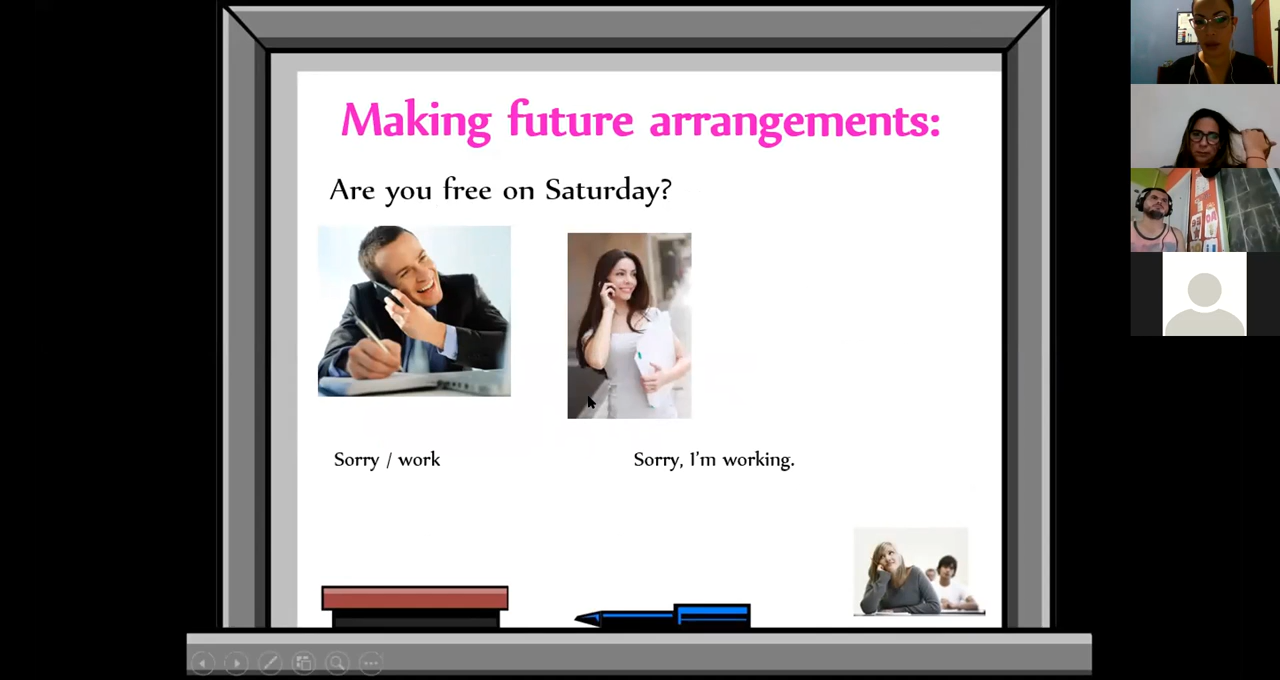 Making future arrangements:
Are you free on Saturday?
Sorry / work
Sorry, I'm working.